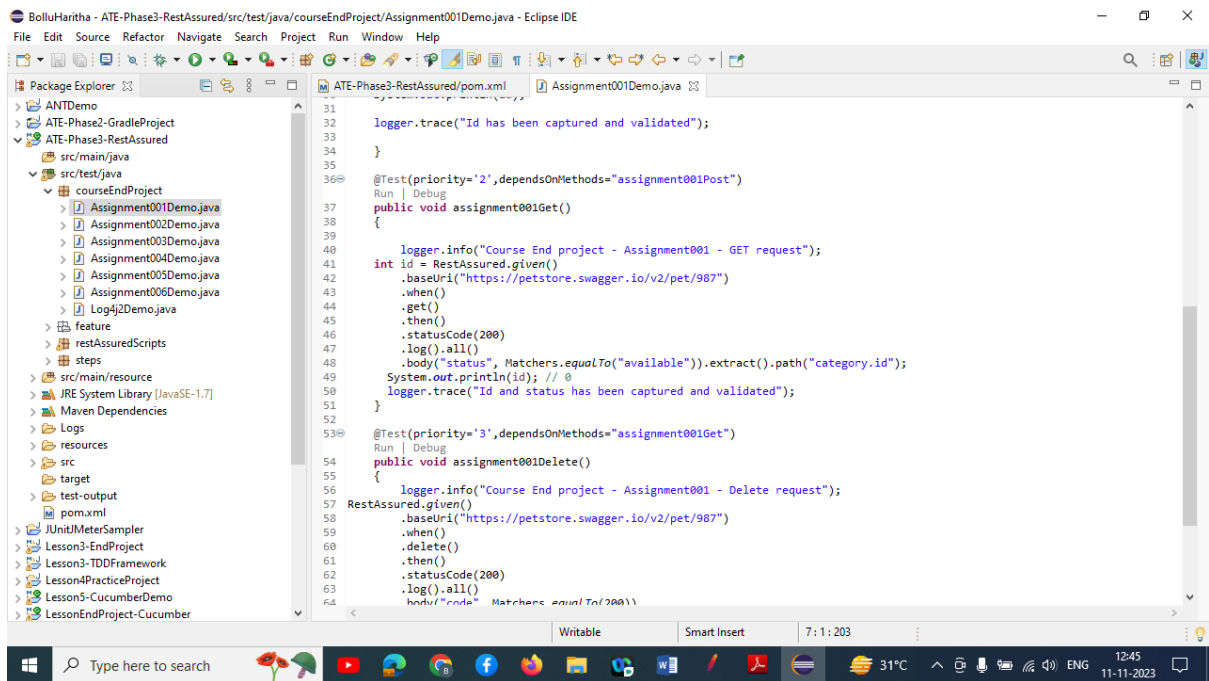 BolluHaritha - ATE-Phase3-RestAssured/src/test/java/courseEndProject/Assignment001Demo.java - Eclipse IDE
File Edit Source Refactor Navigate Search Project Run Window Help
Package Explorer
ATE-Phase3-RestAssured/pom.xml
Assignment001Demo.java
ANTDemo
ATE-Phase2-GradleProject
ATE-Phase3-RestAssured
src/main/java
src/test/java
courseEndProject
Assignment001Demo.java
Assignment002Demo.java
Assignment003Demo.java
Assignment004Demo.java
Assignment005Demo.java
Assignment006Demo.java
Log4j2Demo.java
feature
restAssuredScripts
steps
src/main/resource
JRE System Library [JavaSE-1.7]
Maven Dependencies
Logs
resources
src
target
test-output
pom.xml
JUnitJMeterSampler
Lesson3-EndProject
Lesson3-TDDFramework
Lesson4PracticeProject
Lesson5-CucumberDemo
LessonEndProject-Cucumber
31
32 logger.trace("Id has been captured and validated");
33
34 }
35
36 @Test(priority='2',dependsOnMethods="assignment001Post")
Run | Debug
37 public void assignment001Get()
38 {
39
40 logger.info("Course End project - Assignment001 - GET request");
41 int id = RestAssured.given()
42 .baseUri("https://petstore.swagger.io/v2/pet/987")
43 .when()
44 .get()
45 .then()
46 .statusCode(200)
47 .log().all()
48 .body("status", Matchers.equalTo("available")).extract().path("category.id");
49 System.out.println(id); // 0
50 logger.trace("Id and status has been captured and validated");
51 }
52
53 @Test(priority='3',dependsOnMethods="assignment001Get")
Run | Debug
54 public void assignment001Delete()
55 {
56 logger.info("Course End project - Assignment001 - Delete request");
57 RestAssured.given()
58 .baseUri("https://petstore.swagger.io/v2/pet/987")
59 .when()
60 .delete()
61 .then()
62 .statusCode(200)
63 .log().all()
64 body("code", Matchers.equalTo(200))
Writable Smart Insert 7 : 1 : 203
Type here to search
31°C ENG
12:45
11-11-2023